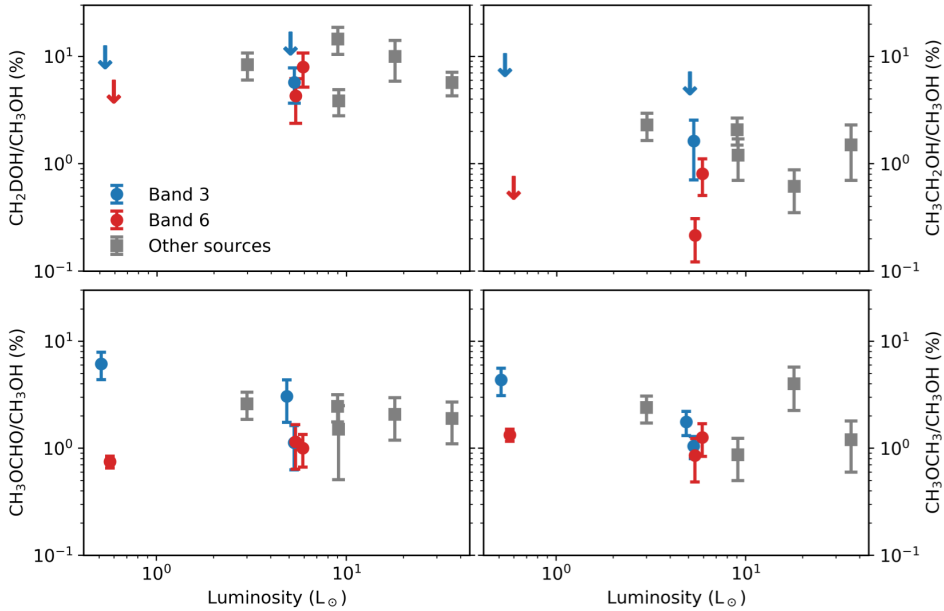 CH₂DOH/CH₃OH (%)
10¹
10⁰
10⁻¹
Band 3
Band 6
Other sources
CH₃CH₂OH/CH₃OH (%)
10¹
10⁰
10⁻¹
CH₃OCHO/CH₃OH (%)
10¹
10⁰
10⁻¹
10⁰
10¹
Luminosity (L☉)
CH₃OCH₃/CH₃OH (%)
10¹
10⁰
10⁻¹
10⁰
10¹
Luminosity (L☉)